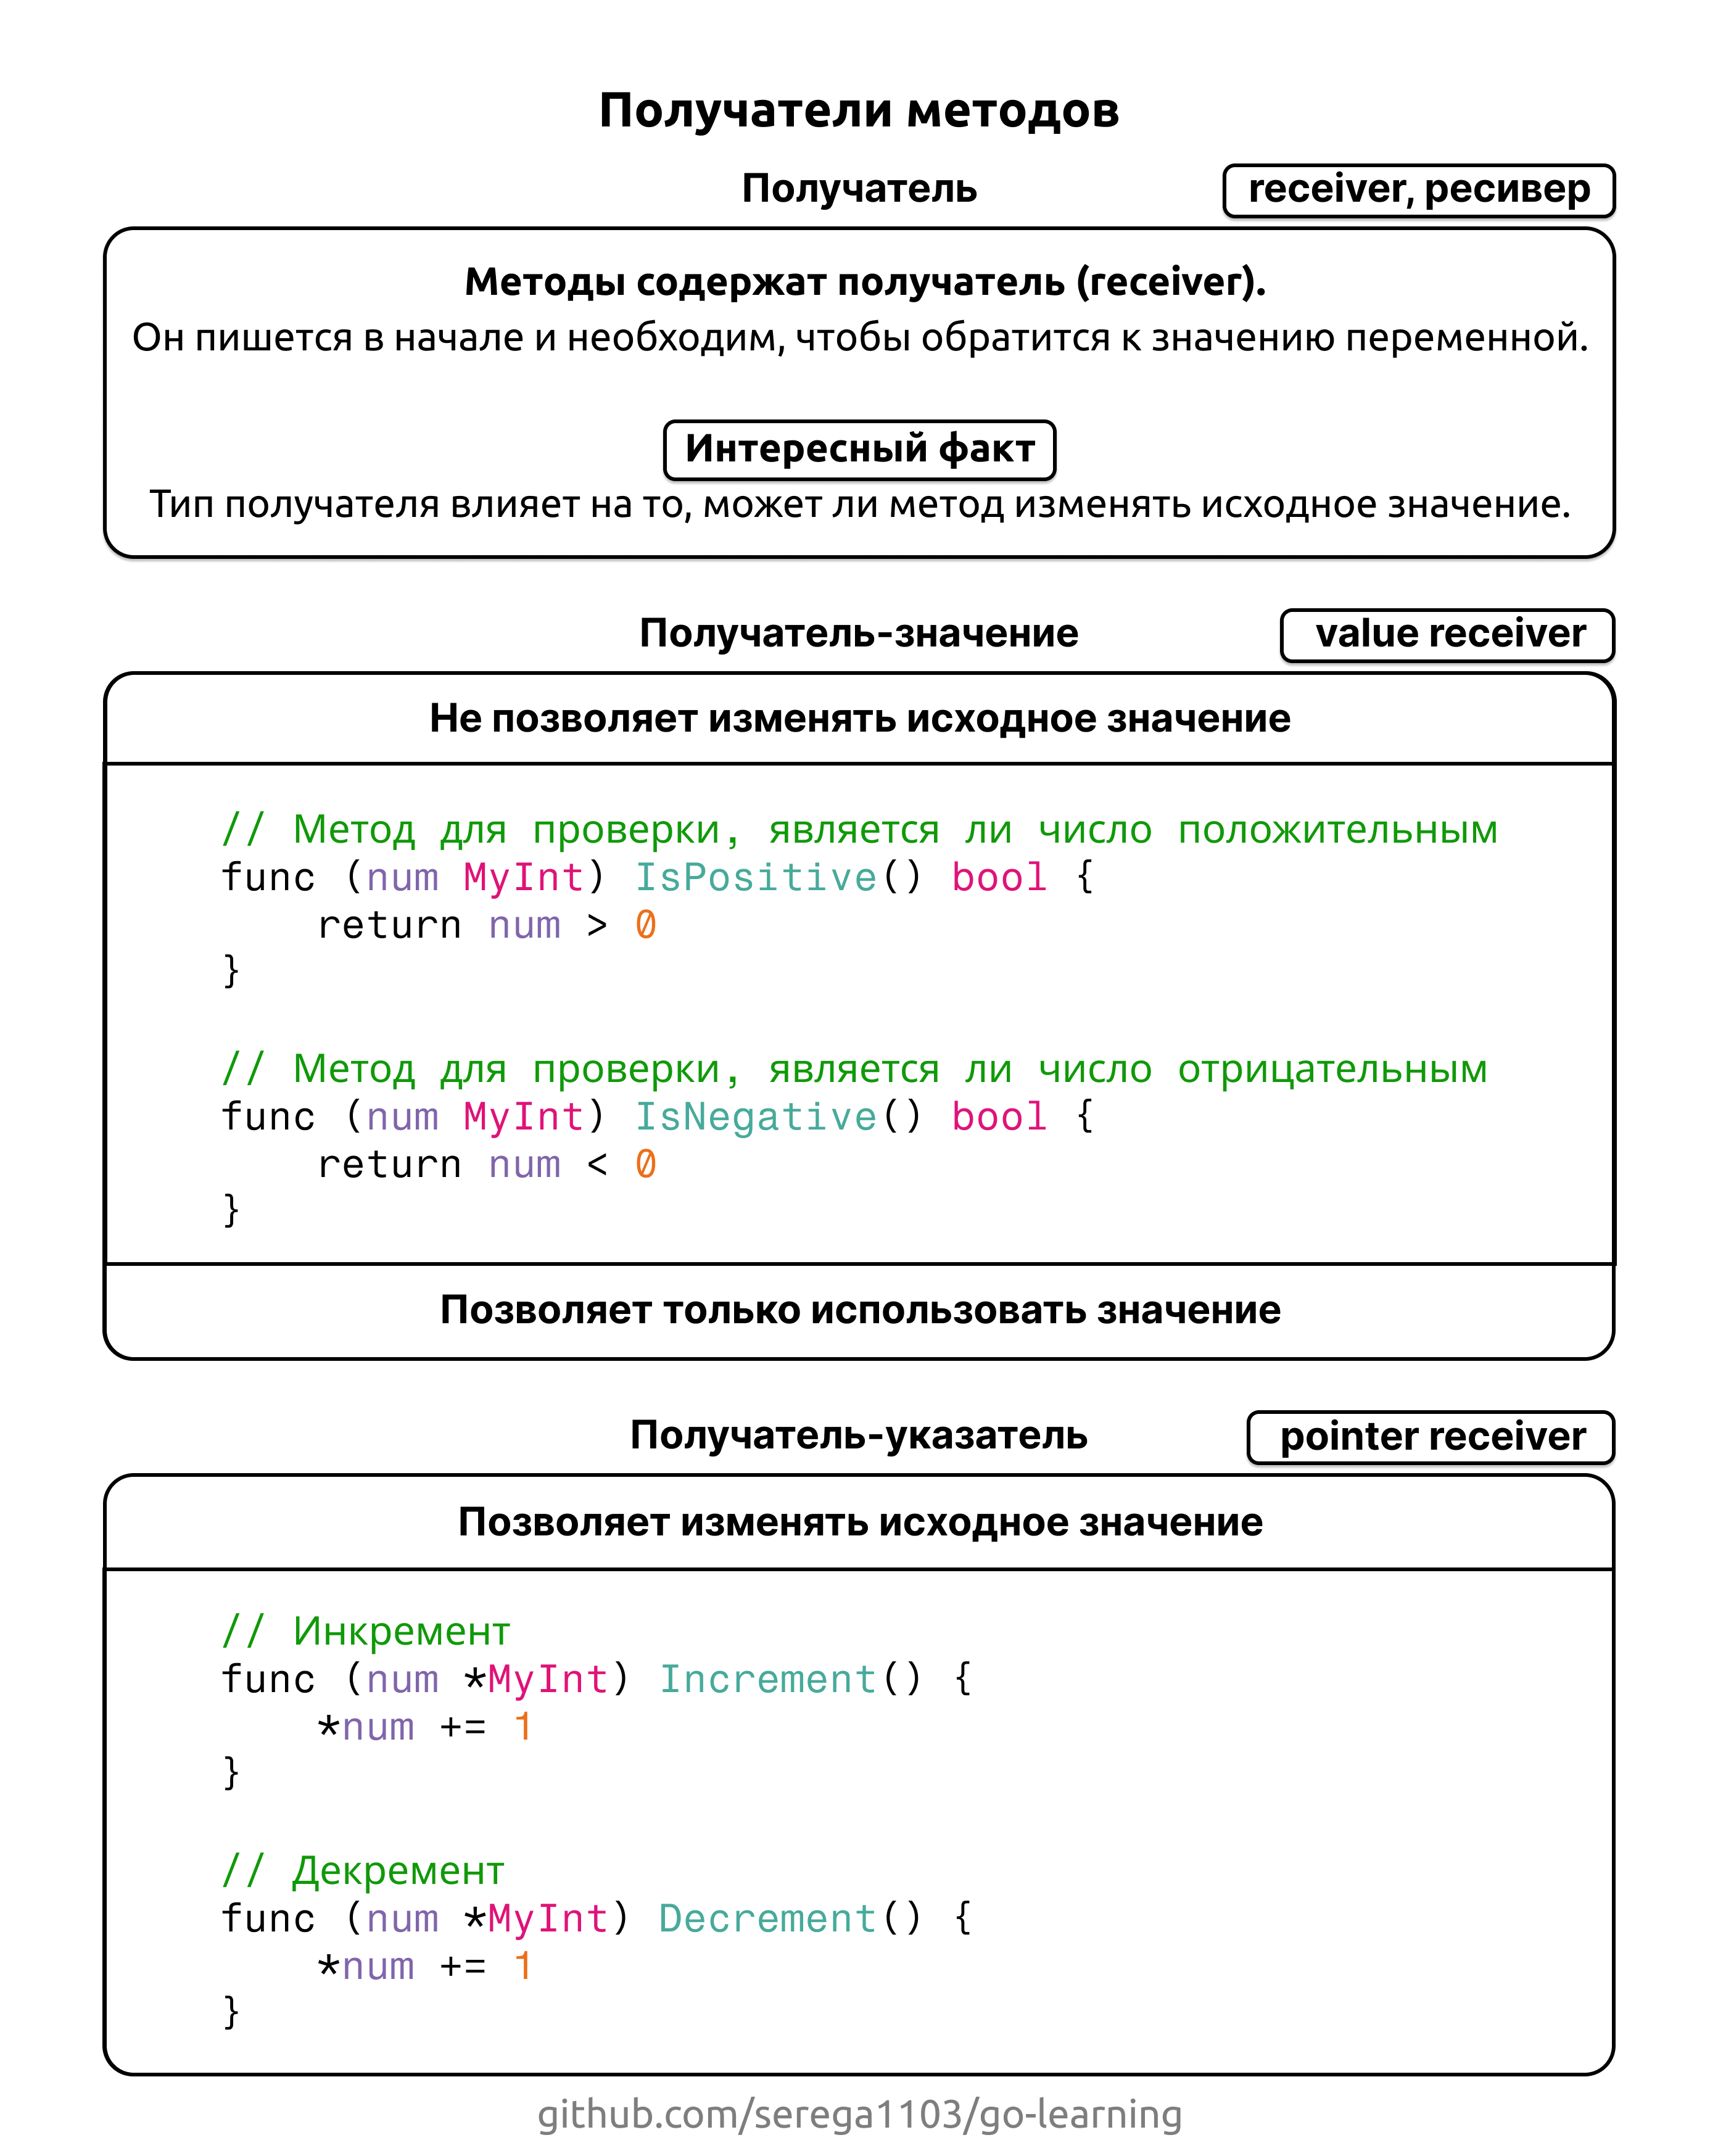 Получатели методов
Получатель
receiver, ресивер
Методы содержат получатель (receiver).
Он пишется в начале и необходим, чтобы обратится к значению переменной.
Интересный факт
Тип получателя влияет на то, может ли метод изменять исходное значение.
Получатель-значение
value receiver
Не позволяет изменять исходное значение
// Метод для проверки, является ли число положительным
func (num MyInt) IsPositive() bool {
    return num > 0
}
// Метод для проверки, является ли число отрицательным
func (num MyInt) IsNegative() bool {
    return num < 0
}
Позволяет только использовать значение
Получатель-указатель
pointer receiver
Позволяет изменять исходное значение
// Инкремент
func (num *MyInt) Increment() {
    *num += 1
}
// Декремент
func (num *MyInt) Decrement() {
    *num += 1
}
github.com/serega1103/go-learning